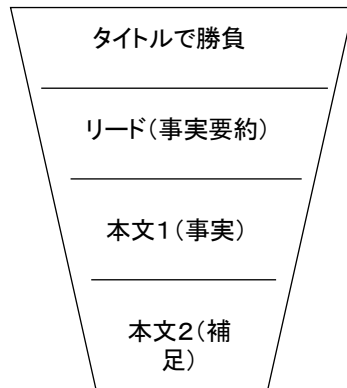 タイトルで勝負
リード(事実要約)
本文1(事実)
本文2(補
足)